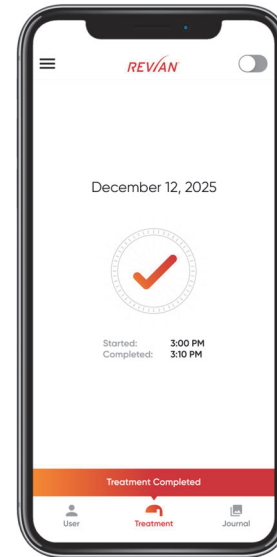 REVIAN
December 12, 2025
Started: 3:00 PM
Completed: 3:10 PM
Treatment Completed
User Treatment Journal